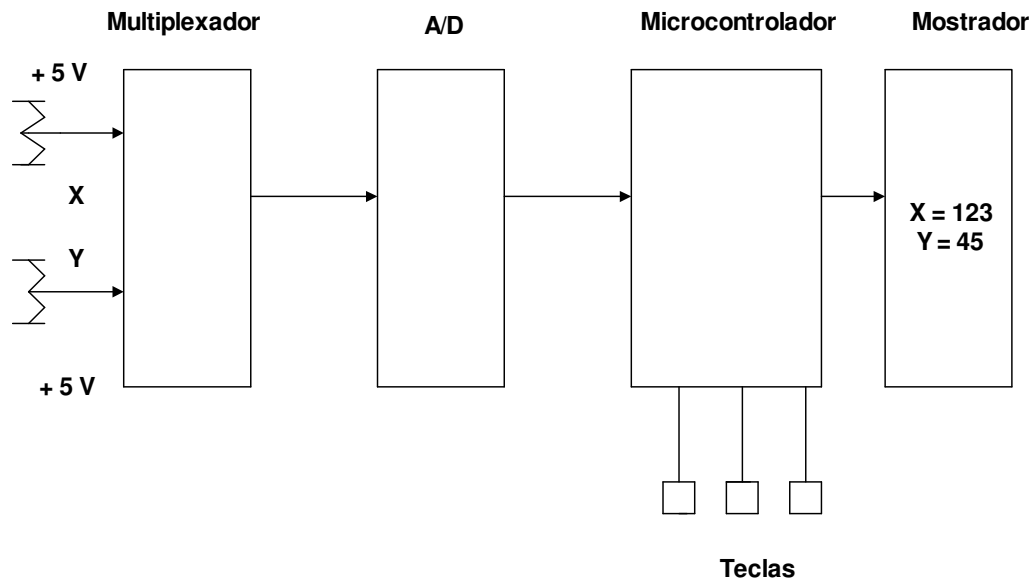 Multiplexador
A/D
Microcontrolador
Mostrador
+ 5 V
X
Y
+ 5 V
X = 123
Y = 45
Teclas